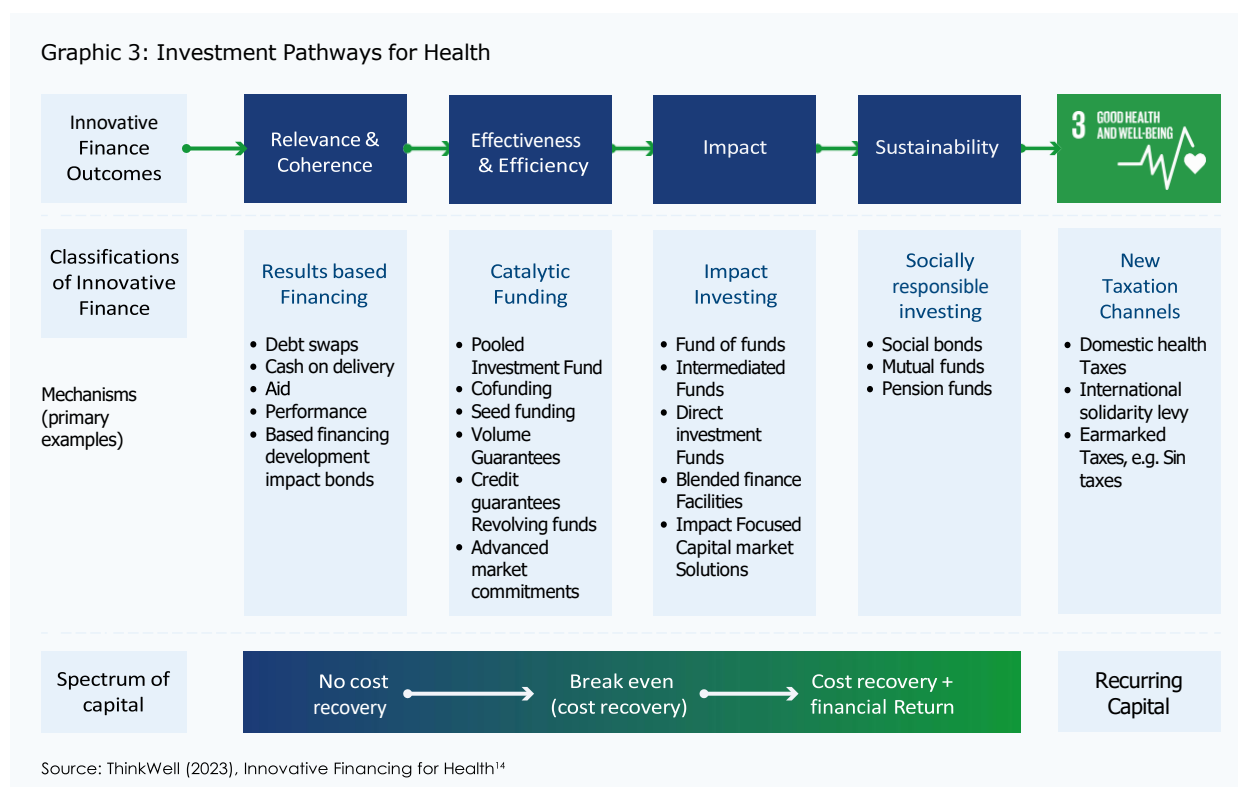 Graphic 3: Investment Pathways for Health
Innovative
Finance
Outcomes
Relevance &
Coherence
Effectiveness
& Efficiency
Impact
Sustainability
3 GOOD HEALTH
AND WELL-BEING
Classifications
of Innovative
Finance
Results based
Financing
Catalytic
Funding
Impact
Investing
Socially
responsible
investing
New
Taxation
Channels
Mechanisms
(primary
examples)
• Debt swaps
• Cash on delivery
• Aid
• Performance
• Based financing
development
impact bonds
• Pooled
Investment Fund
• Cofunding
• Seed funding
• Volume
Guarantees
• Credit
guarantees
Revolving funds
• Advanced
market
commitments
• Fund of funds
• Intermediated
Funds
• Direct
investment
Funds
• Blended finance
Facilities
• Impact Focused
Capital market
Solutions
• Social bonds
• Mutual funds
• Pension funds
• Domestic health
Taxes
• International
solidarity levy
• Earmarked
Taxes, e.g. Sin
taxes
Spectrum of
capital
No cost
recovery
Break even
(cost recovery)
Cost recovery +
financial Return
Recurring
Capital
Source: ThinkWell (2023), Innovative Financing for Health¹⁴